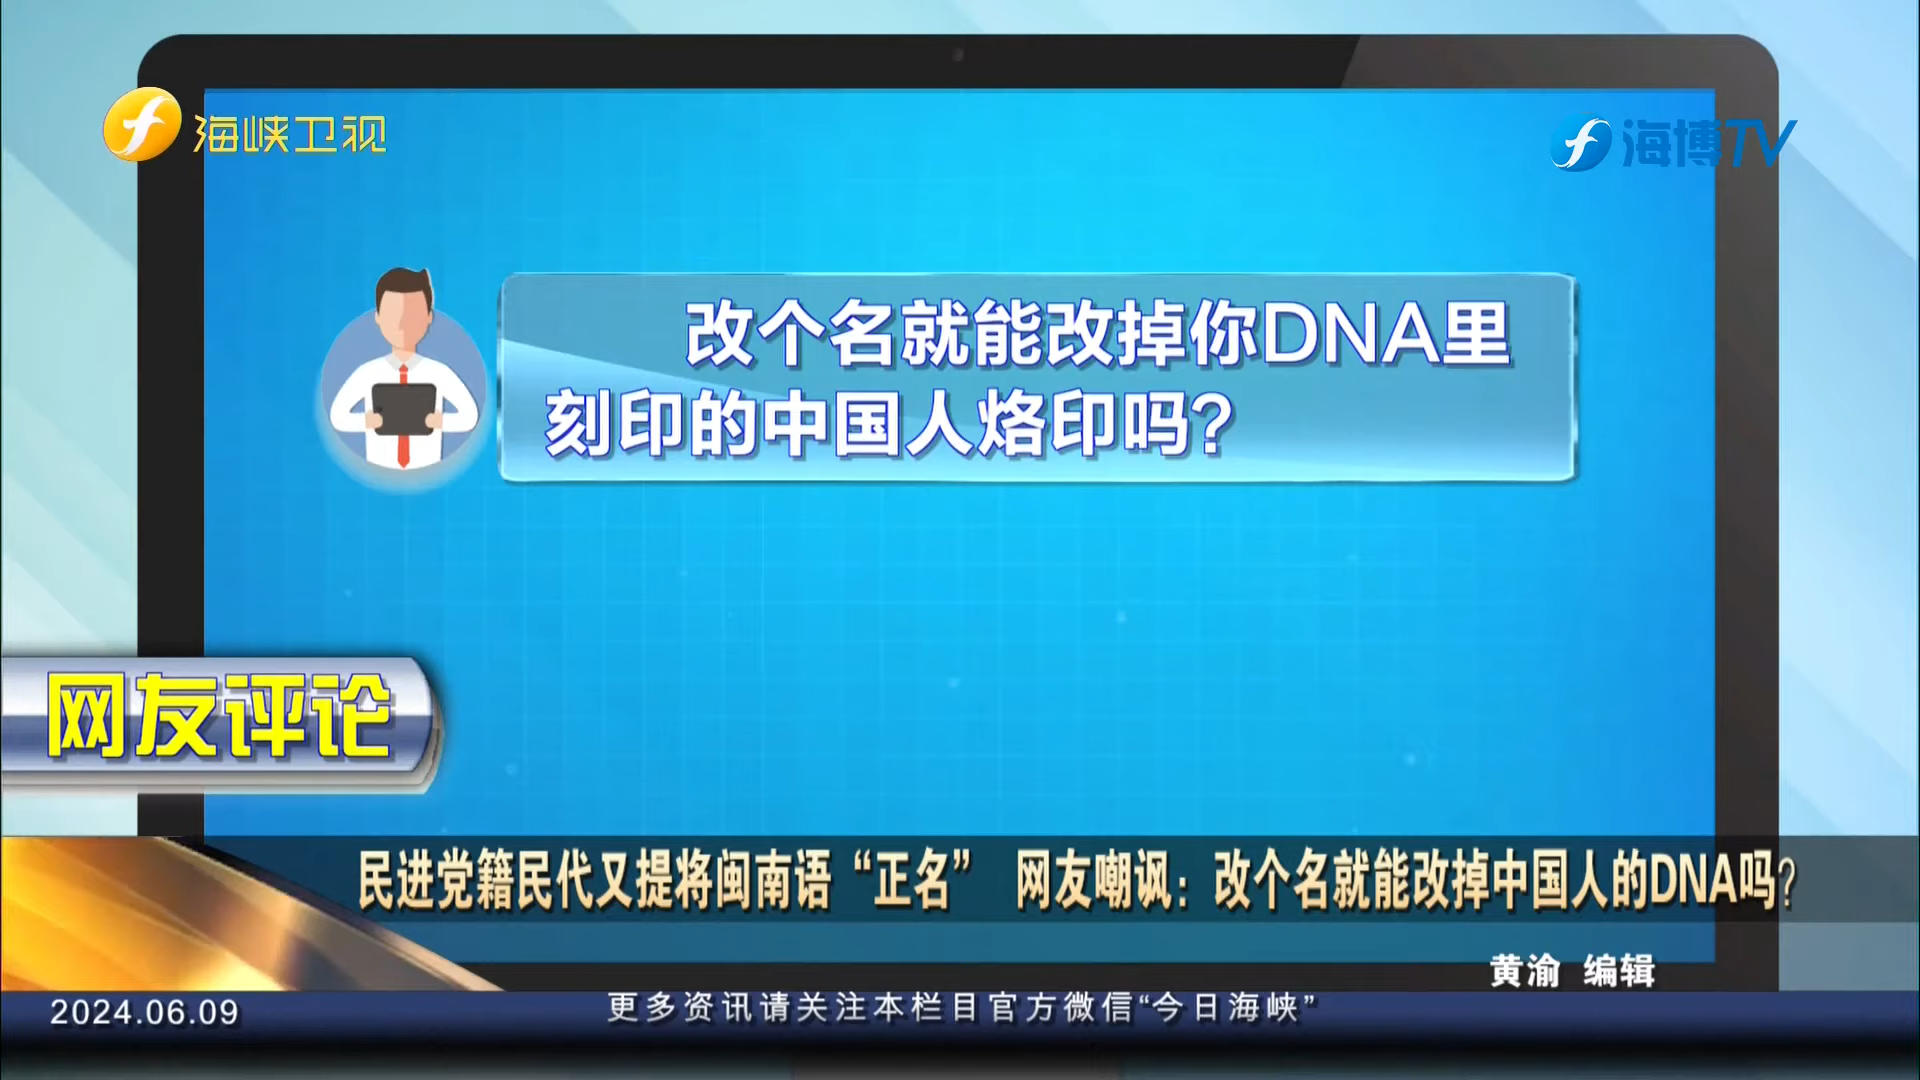 海峡卫视
海博TV
改个名就能改掉你DNA里
刻印的中国人烙印吗?
网友评论
民进党籍民代又提将闽南语“正名” 网友嘲讽：改个名就能改掉中国人的DNA吗?
黄渝 编辑
2024.06.09
更多资讯请关注本栏目官方微信“今日海峡”